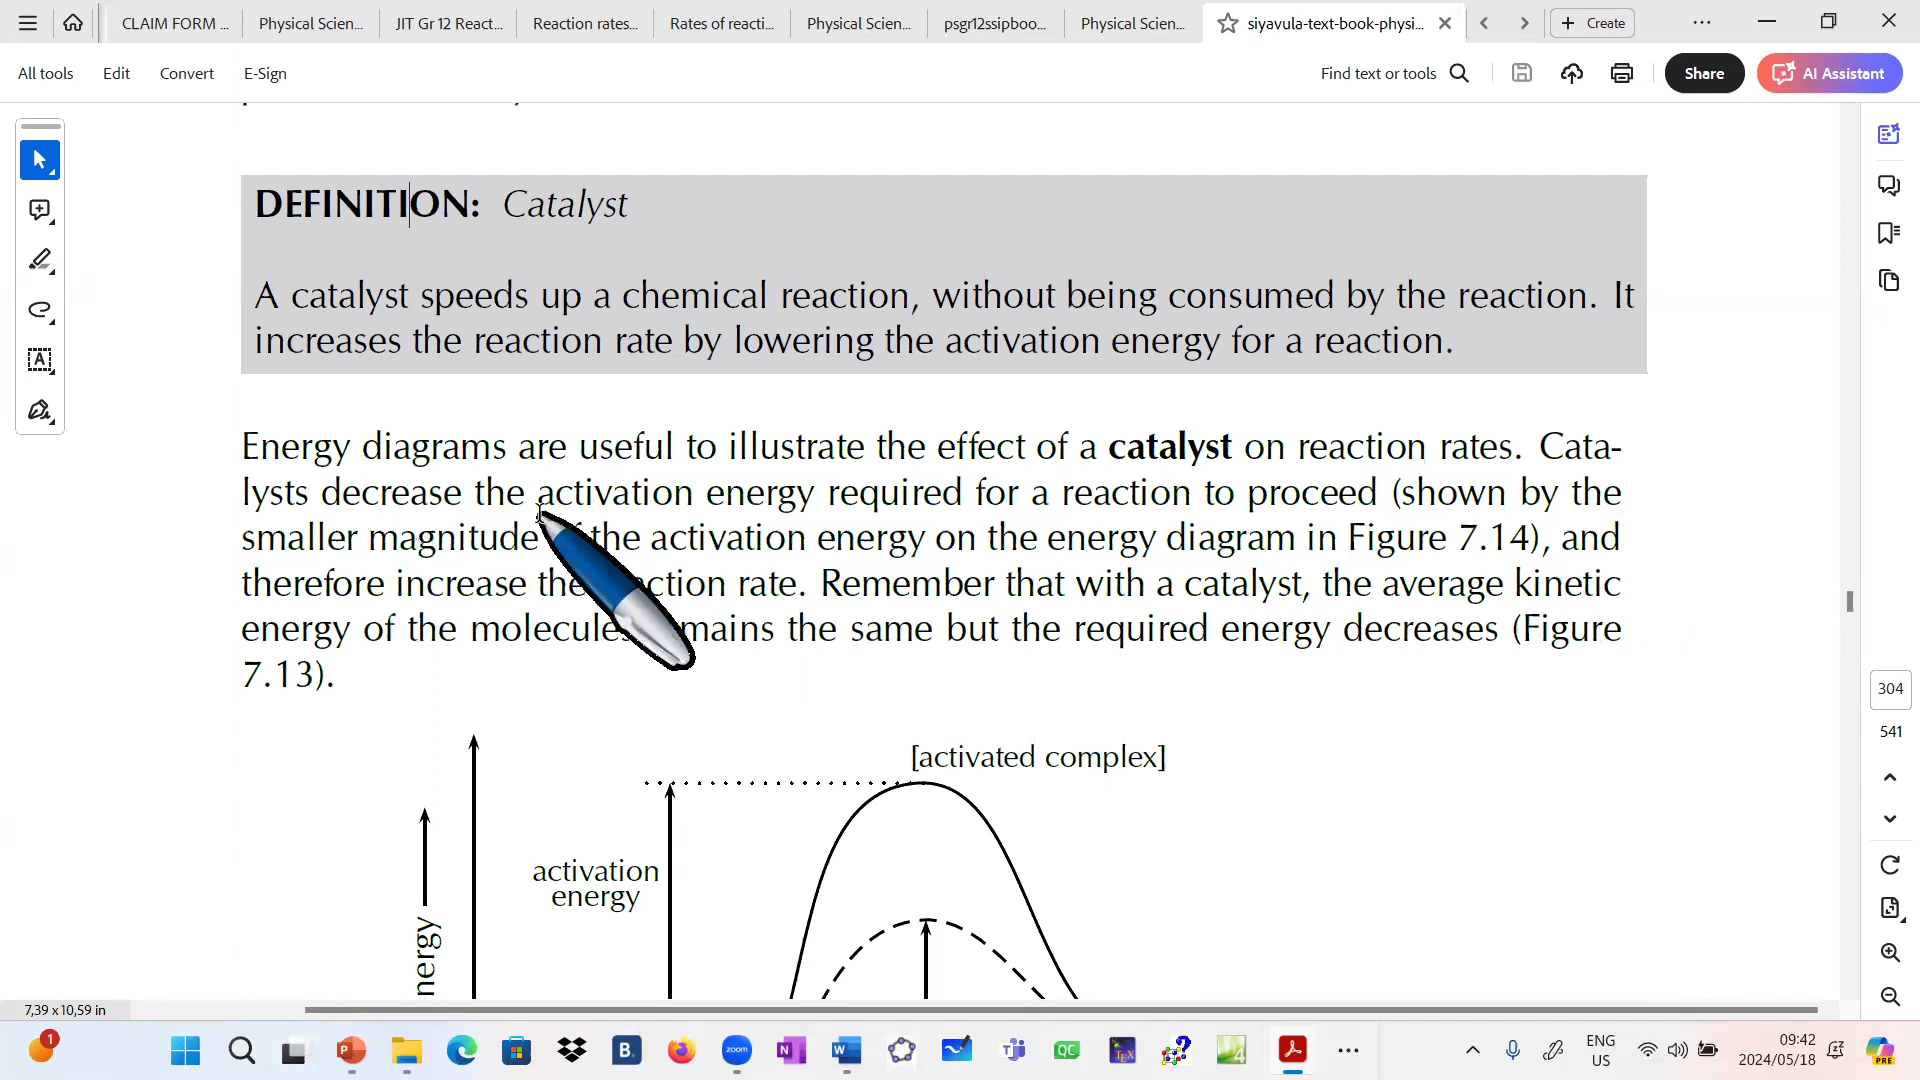 CLAIM FORM ...
Physical Scien...
JIT Gr 12 React...
Reaction rates...
Rates of reacti...
Physical Scien...
psgr12ssipboo...
Physical Scien...
siyavula-text-book-physi...
Create
All tools
Edit
Convert
E-Sign
Find text or tools
Share
AI Assistant
DEFINITION: Catalyst
A catalyst speeds up a chemical reaction, without being consumed by the reaction. It
increases the reaction rate by lowering the activation energy for a reaction.
Energy diagrams are useful to illustrate the effect of a catalyst on reaction rates. Cata-
lysts decrease the activation energy required for a reaction to proceed (shown by the
smaller magnitude the activation energy on the energy diagram in Figure 7.14), and
therefore increase the ction rate. Remember that with a catalyst, the average kinetic
energy of the molecules mains the same but the required energy decreases (Figure
7.13).
[activated complex]
activation
energy
nergy
304
541
7,39 x 10,59 in
1
ENG
US
09:42
2024/05/18